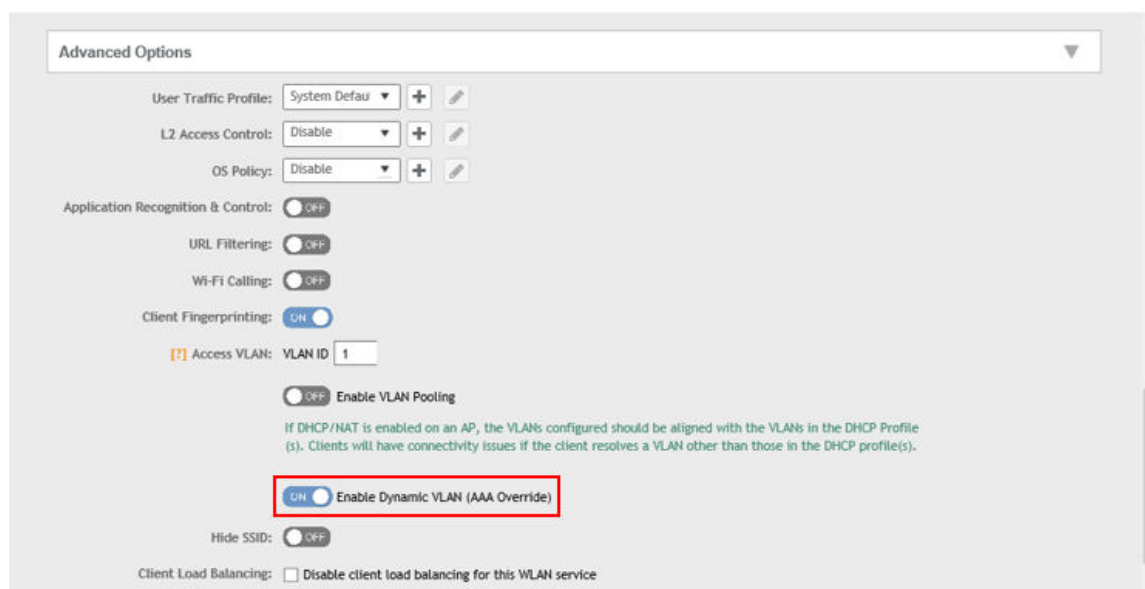 Advanced Options
User Traffic Profile: System Defau
L2 Access Control: Disable
OS Policy: Disable
Application Recognition & Control: OFF
URL Filtering: OFF
Wi-Fi Calling: OFF
Client Fingerprinting: ON
[?] Access VLAN: VLAN ID 1
OFF Enable VLAN Pooling
If DHCP/NAT is enabled on an AP, the VLANs configured should be aligned with the VLANs in the DHCP Profile
(s). Clients will have connectivity issues if the client resolves a VLAN other than those in the DHCP profile(s).
ON Enable Dynamic VLAN (AAA Override)
Hide SSID: OFF
Client Load Balancing: Disable client load balancing for this WLAN service